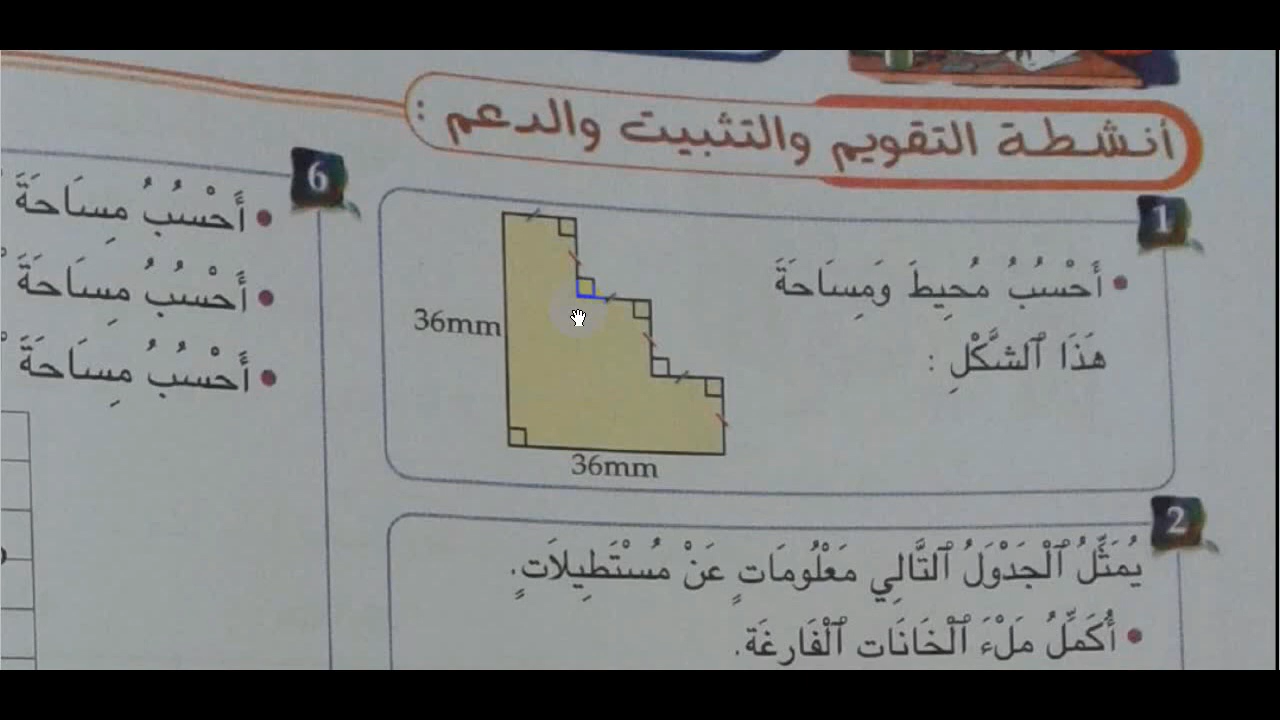 أنشطة التقويم والتثبيت والدعم :
1
أَحْسُبُ مُحِيطَ وَمِسَاحَةَ
هَذَا ٱلشَّكْلِ :
36mm
36mm
2
يُمَثِّلُ ٱلْجَدْوَلُ ٱلتَّالِي مَعْلُومَاتٍ عَنْ مُسْتَطِيلَاتٍ.
أُكَمِّلُ مَلْءَ ٱلْخَانَات ٱلْفَارِغَة.
6
أَحْسُبُ مِسَاحَةَ
أَحْسُبُ مِسَاحَةَ
أَحْسُبُ مِسَاحَةَ